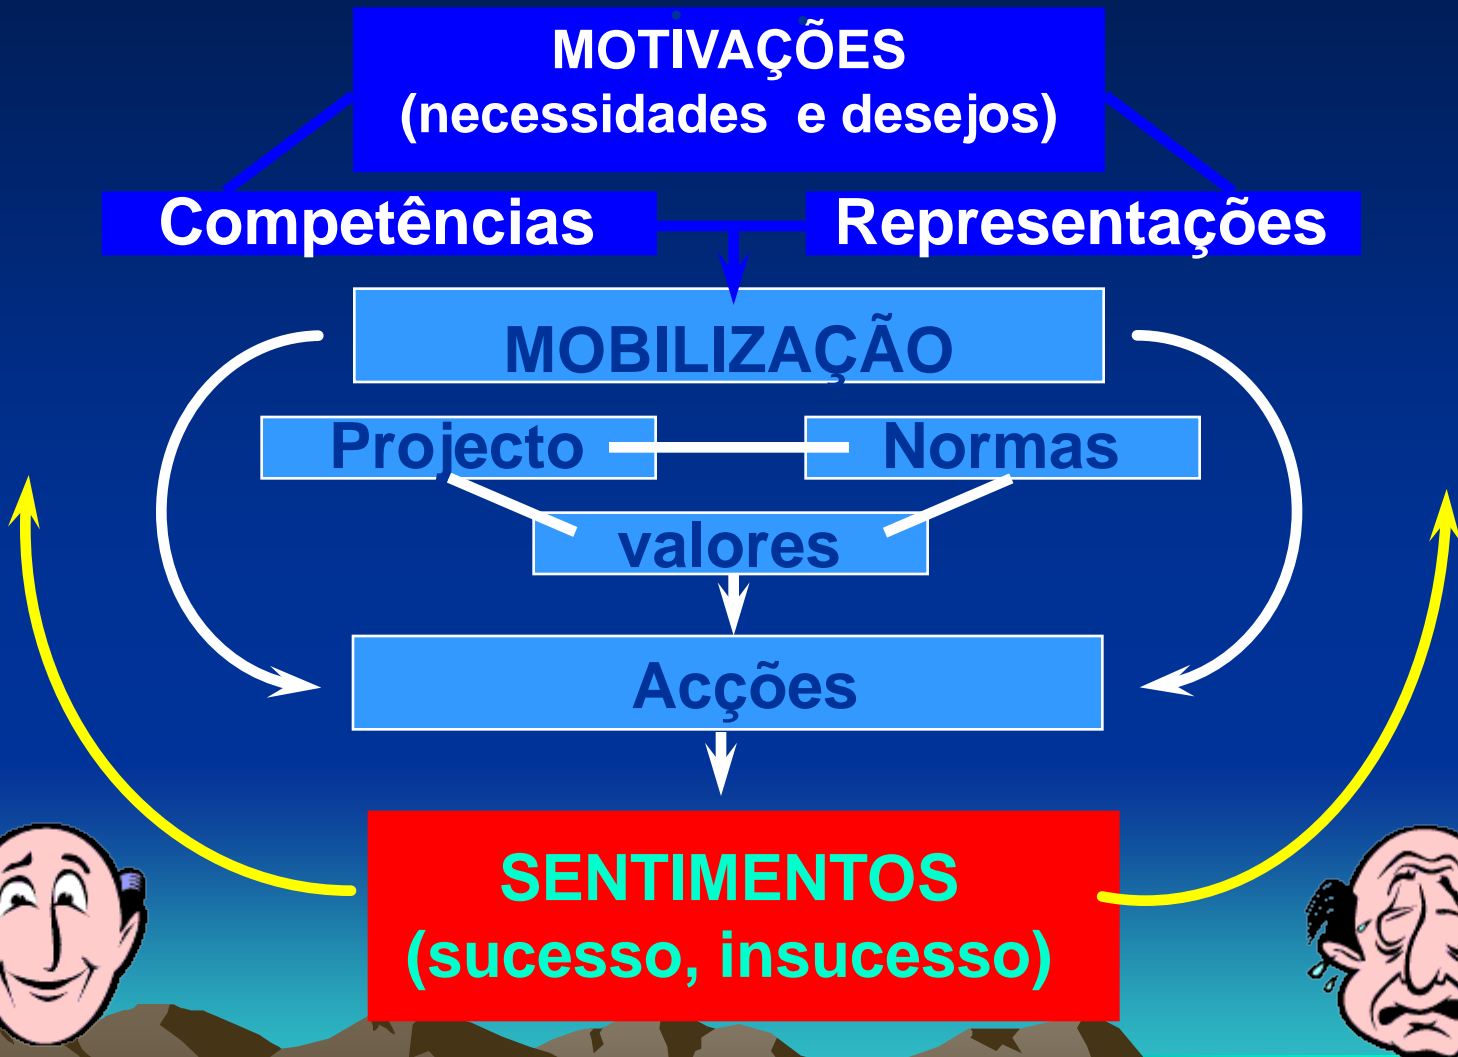 MOTIVAÇÕES
(necessidades e desejos)
Competências
Representações
MOBILIZAÇÃO
Projecto
Normas
valores
Acções
SENTIMENTOS
(sucesso, insucesso)